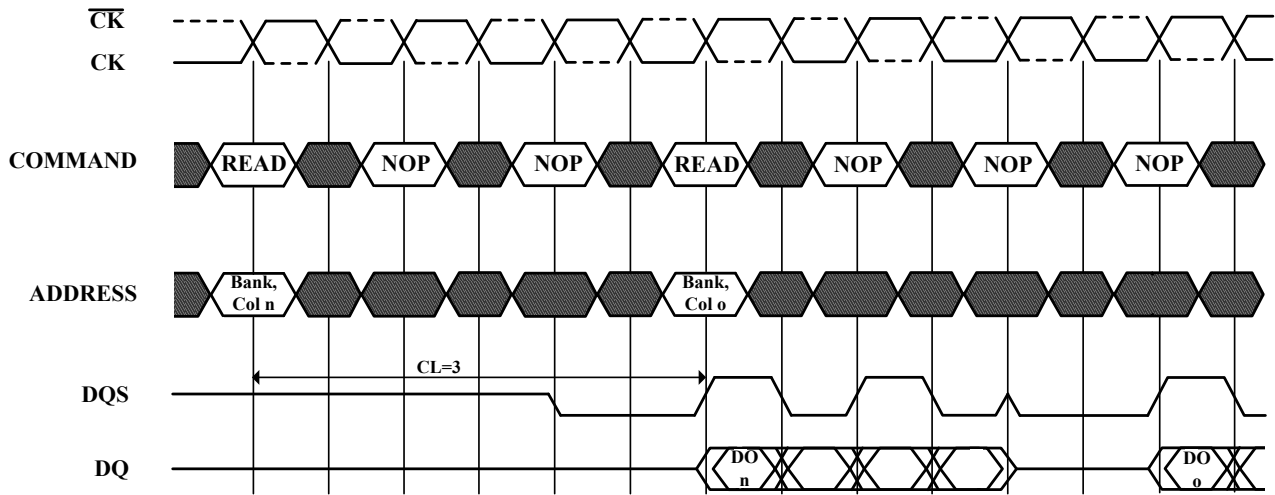 CK
CK
COMMAND
READ
NOP
NOP
READ
NOP
NOP
NOP
ADDRESS
Bank,
Col n
Bank,
Col o
CL=3
DQS
DQ
DO
n
DO
o